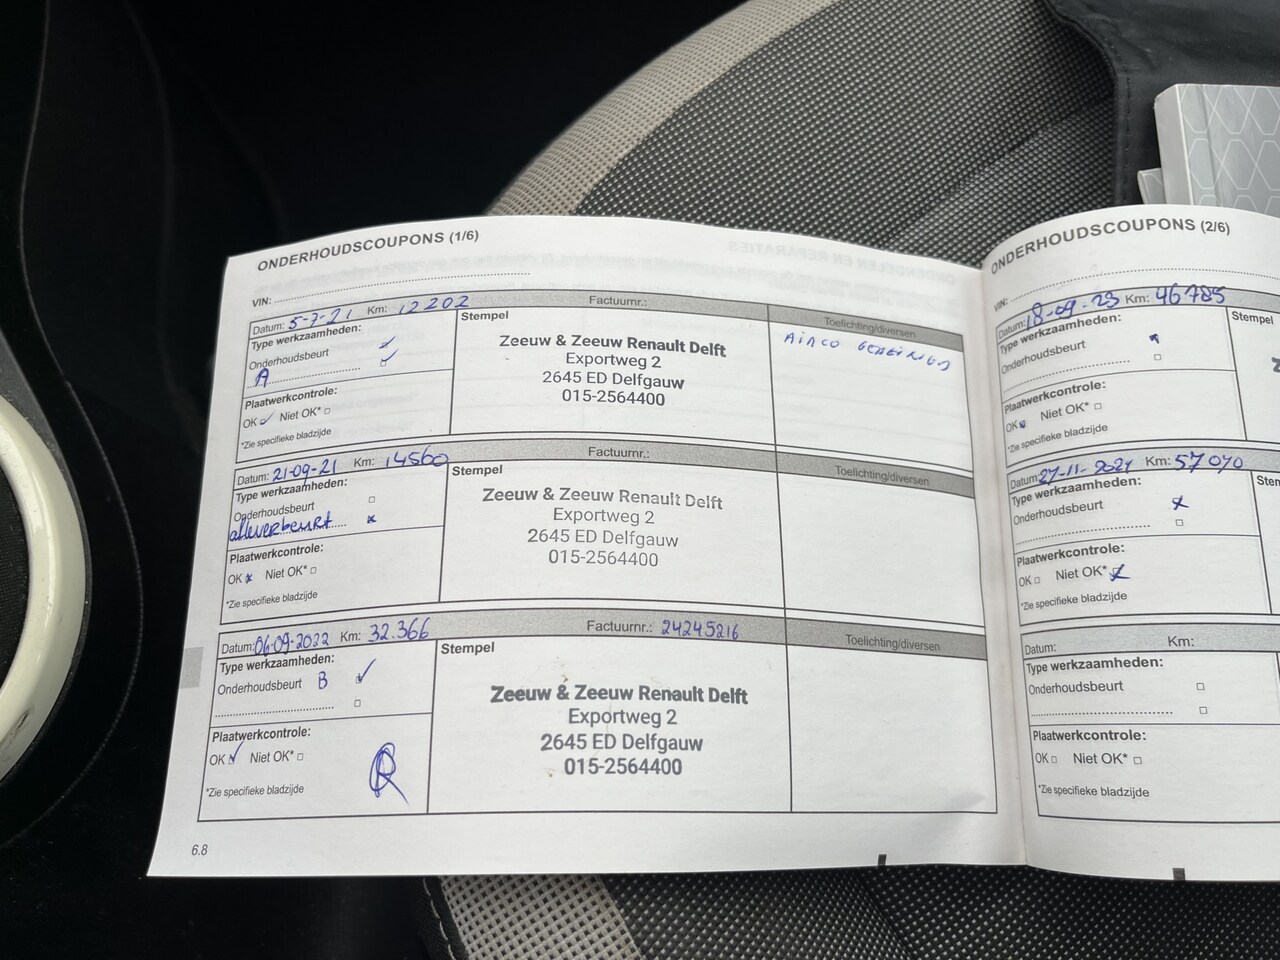 ONDERHOUDSCOUPONS (1/6)
VIN:
Datum: 5-7-21 Km: 12202 Factuurnr.:
Type werkzaamheden:
Onderhoudsbeurt
A
Plaatwerkcontrole:
OK Niet OK*
*Zie specifieke bladzijde
Stempel
Zeeuw & Zeeuw Renault Delft
Exportweg 2
2645 ED Delfgauw
015-2564400
Toelichting/diversen
AIRCO GEREINIGD
Datum: 21-09-21 Km: 14560 Factuurnr.:
Type werkzaamheden:
Onderhoudsbeurt
Plaatwerkcontrole:
OK Niet OK*
*Zie specifieke bladzijde
Stempel
Zeeuw & Zeeuw Renault Delft
Exportweg 2
2645 ED Delfgauw
015-2564400
Toelichting/diversen
Datum: 06-09-2022 Km: 32.366 Factuurnr.: 24245216
Type werkzaamheden:
Onderhoudsbeurt B
Plaatwerkcontrole:
OK Niet OK*
*Zie specifieke bladzijde
Stempel
Zeeuw & Zeeuw Renault Delft
Exportweg 2
2645 ED Delfgauw
015-2564400
Toelichting/diversen
6.8
ONDERHOUDSCOUPONS (2/6)
VIN:
Datum: 18-09-23 Km: 46785
Type werkzaamheden:
Onderhoudsbeurt
Plaatwerkcontrole:
OK Niet OK*
*Zie specifieke bladzijde
Stempel
Datum: 27-11-2024 Km: 57070
Type werkzaamheden:
Onderhoudsbeurt
Plaatwerkcontrole:
OK Niet OK*
*Zie specifieke bladzijde
Datum: Km:
Type werkzaamheden:
Onderhoudsbeurt
Plaatwerkcontrole:
OK Niet OK*
*Zie specifieke bladzijde